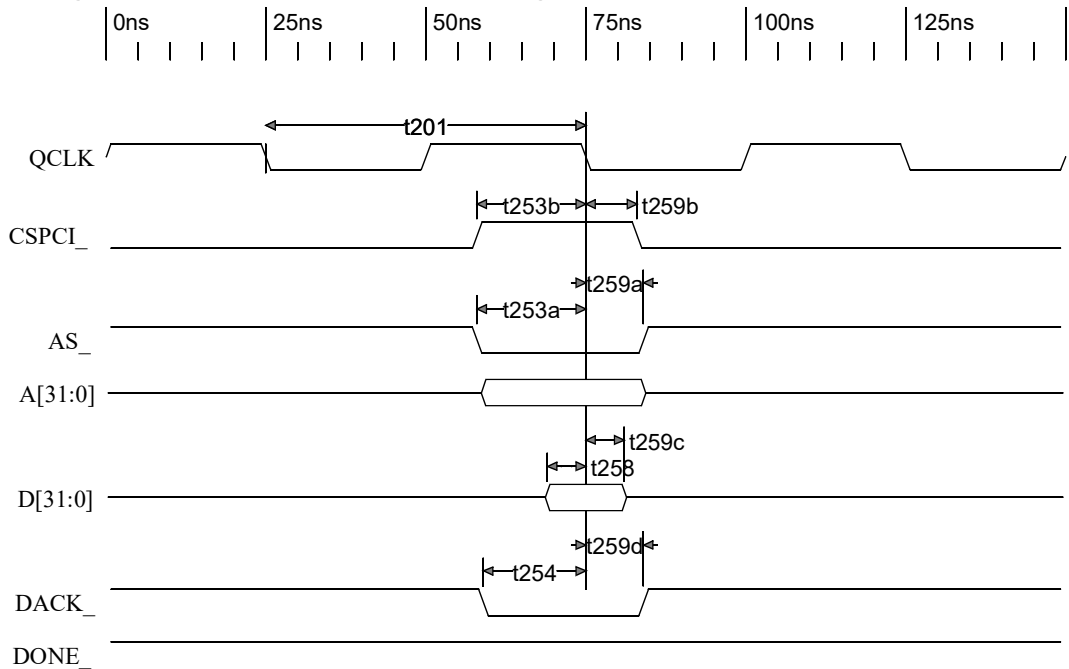 0ns 25ns 50ns 75ns 100ns 125ns
t201
QCLK
t253b t259b
CSPCI_
t259a
t253a
AS_
A[31:0]
t259c
t258
D[31:0]
t259d
t254
DACK_
DONE_